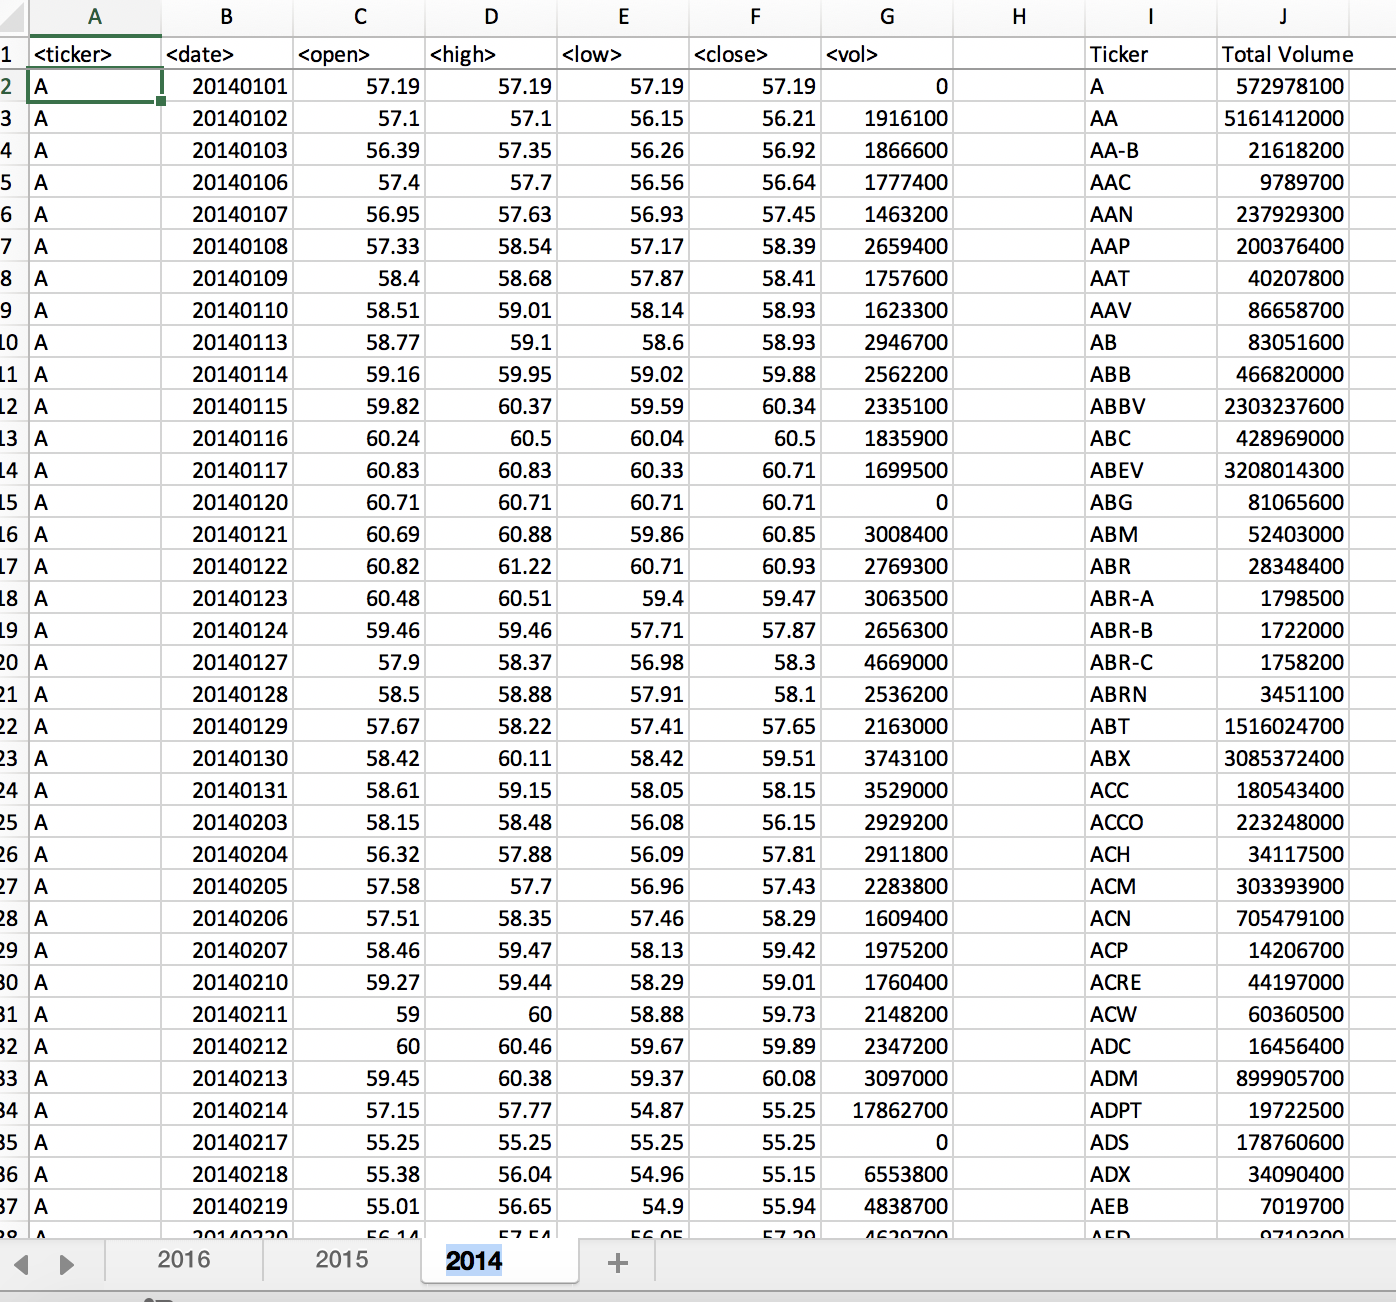 A B C D E F G H I J
1 <ticker> <date> <open> <high> <low> <close> <vol> Ticker Total Volume
2 A 20140101 57.19 57.19 57.19 57.19 0 A 572978100
3 A 20140102 57.1 57.1 56.15 56.21 1916100 AA 5161412000
4 A 20140103 56.39 57.35 56.26 56.92 1866600 AA-B 21618200
5 A 20140106 57.4 57.7 56.56 56.64 1777400 AAC 9789700
6 A 20140107 56.95 57.63 56.93 57.45 1463200 AAN 237929300
7 A 20140108 57.33 58.54 57.17 58.39 2659400 AAP 200376400
8 A 20140109 58.4 58.68 57.87 58.41 1757600 AAT 40207800
9 A 20140110 58.51 59.01 58.14 58.93 1623300 AAV 86658700
10 A 20140113 58.77 59.1 58.6 58.93 2946700 AB 83051600
11 A 20140114 59.16 59.95 59.02 59.88 2562200 ABB 466820000
12 A 20140115 59.82 60.37 59.59 60.34 2335100 ABBV 2303237600
13 A 20140116 60.24 60.5 60.04 60.5 1835900 ABC 428969000
14 A 20140117 60.83 60.83 60.33 60.71 1699500 ABEV 3208014300
15 A 20140120 60.71 60.71 60.71 60.71 0 ABG 81065600
16 A 20140121 60.69 60.88 59.86 60.85 3008400 ABM 52403000
17 A 20140122 60.82 61.22 60.71 60.93 2769300 ABR 28348400
18 A 20140123 60.48 60.51 59.4 59.47 3063500 ABR-A 1798500
19 A 20140124 59.46 59.46 57.71 57.87 2656300 ABR-B 1722000
20 A 20140127 57.9 58.37 56.98 58.3 4669000 ABR-C 1758200
21 A 20140128 58.5 58.88 57.91 58.1 2536200 ABRN 3451100
22 A 20140129 57.67 58.22 57.41 57.65 2163000 ABT 1516024700
23 A 20140130 58.42 60.11 58.42 59.51 3743100 ABX 3085372400
24 A 20140131 58.61 59.15 58.05 58.15 3529000 ACC 180543400
25 A 20140203 58.15 58.48 56.08 56.15 2929200 ACCO 223248000
26 A 20140204 56.32 57.88 56.09 57.81 2911800 ACH 34117500
27 A 20140205 57.58 57.7 56.96 57.43 2283800 ACM 303393900
28 A 20140206 57.51 58.35 57.46 58.29 1609400 ACN 705479100
29 A 20140207 58.46 59.47 58.13 59.42 1975200 ACP 14206700
30 A 20140210 59.27 59.44 58.29 59.01 1760400 ACRE 44197000
31 A 20140211 59 60 58.88 59.73 2148200 ACW 60360500
32 A 20140212 60 60.46 59.67 59.89 2347200 ADC 16456400
33 A 20140213 59.45 60.38 59.37 60.08 3097000 ADM 899905700
34 A 20140214 57.15 57.77 54.87 55.25 17862700 ADPT 19722500
35 A 20140217 55.25 55.25 55.25 55.25 0 ADS 178760600
36 A 20140218 55.38 56.04 54.96 55.15 6553800 ADX 34090400
37 A 20140219 55.01 56.65 54.9 55.94 4838700 AEB 7019700
2016 2015 2014 +